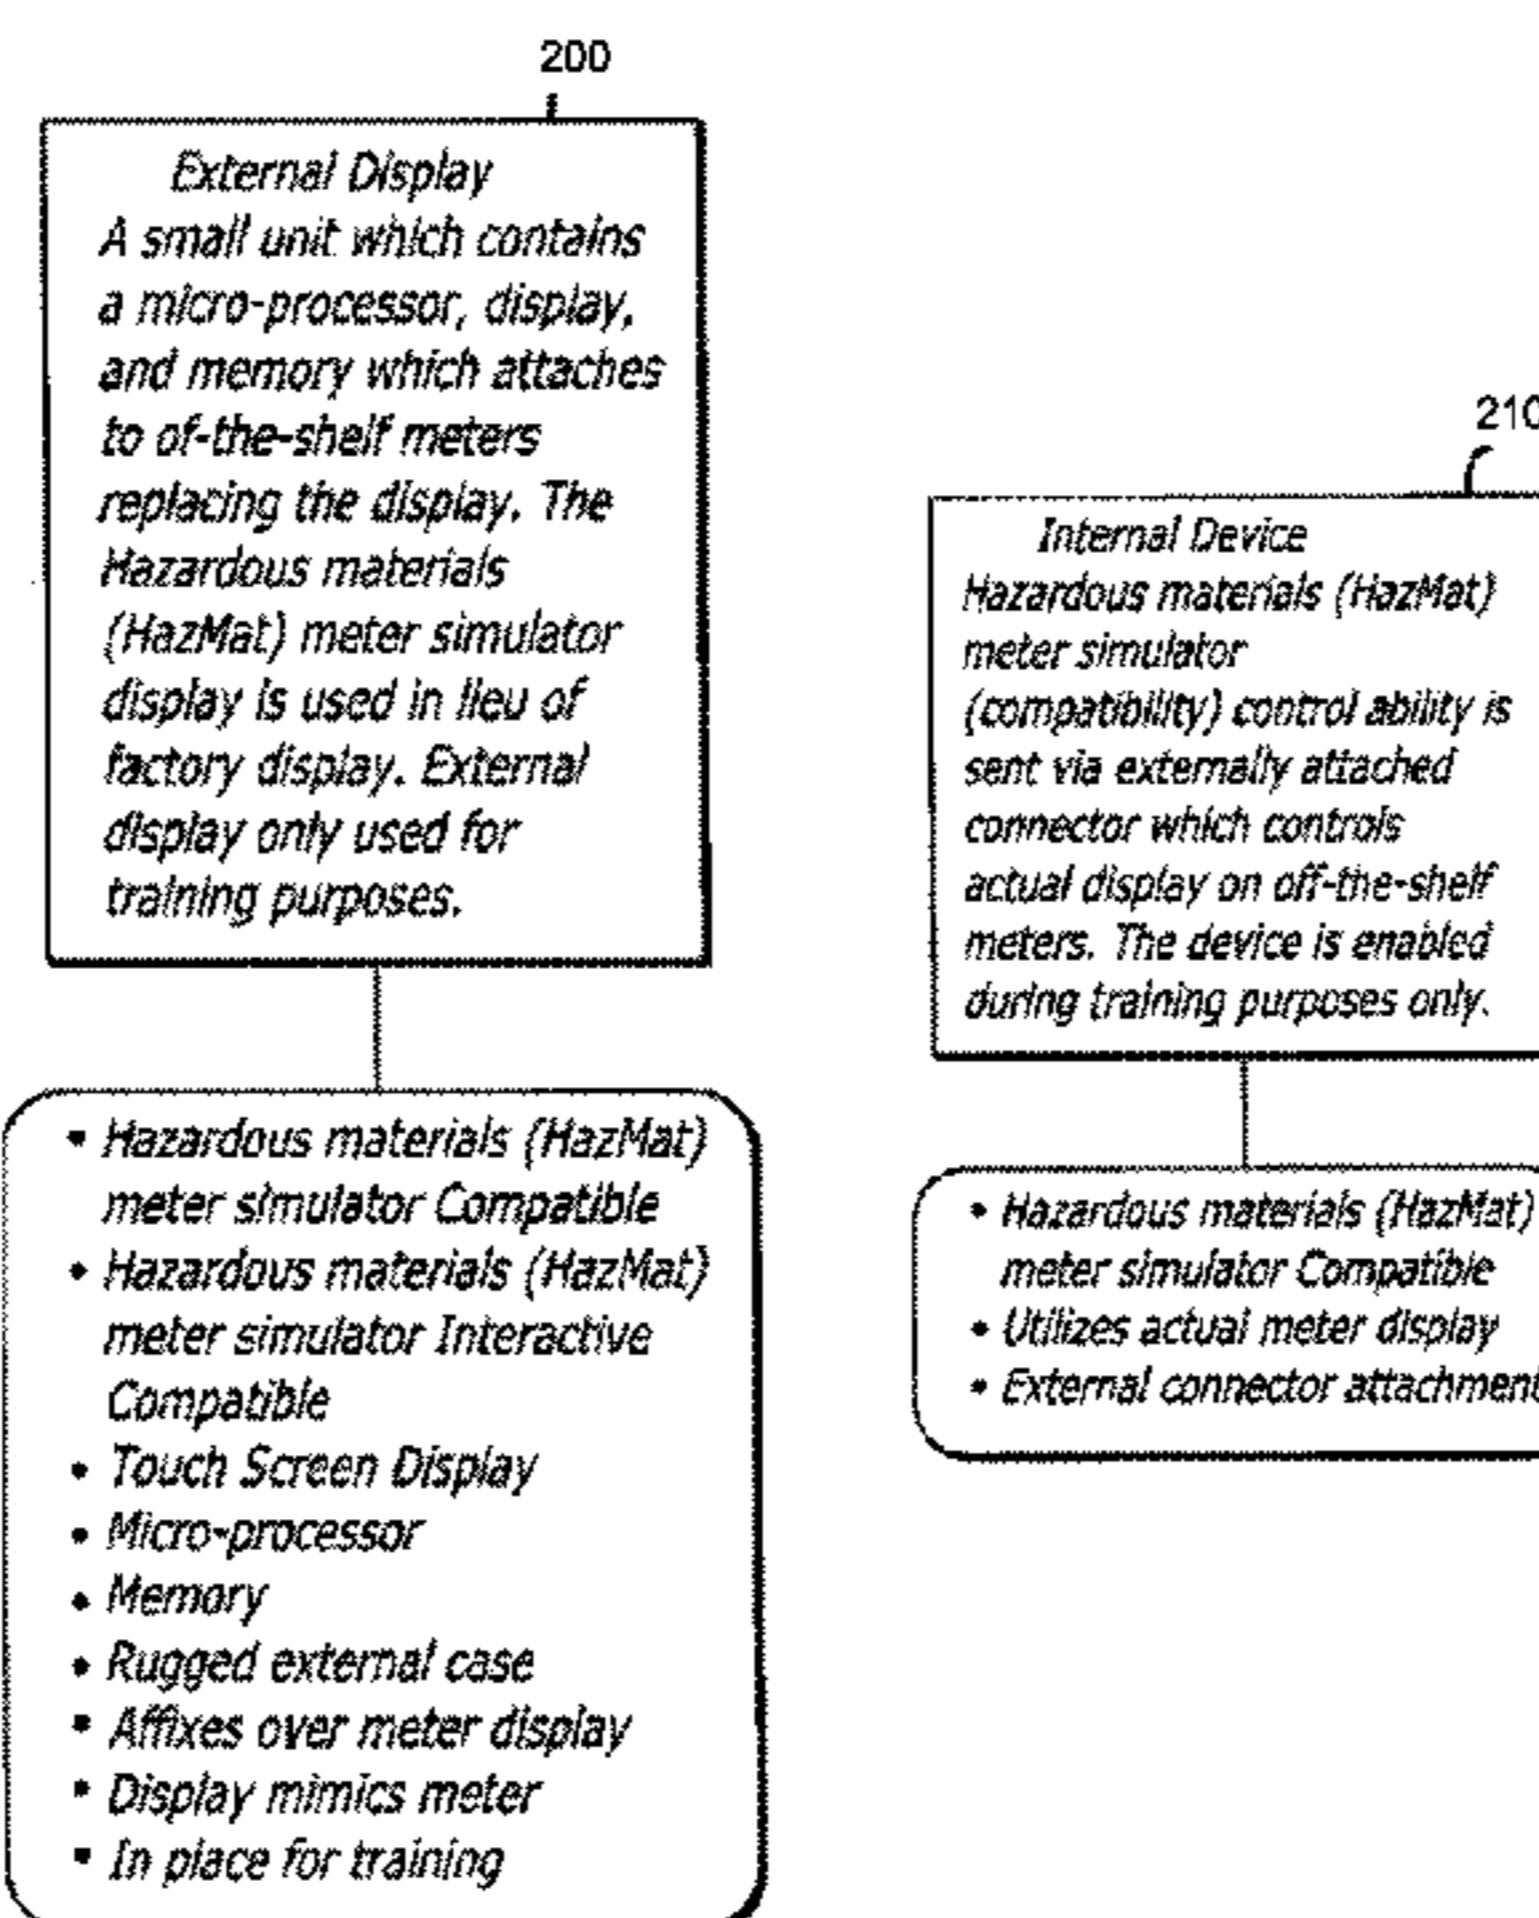 200
External Display
A small unit which contains
a micro-processor, display,
and memory which attaches
to of-the-shelf meters
replacing the display. The
Hazardous materials
(HazMat) meter simulator
display is used in lieu of
factory display. External
display only used for
training purposes.
• Hazardous materials (HazMat)
meter simulator Compatible
• Hazardous materials (HazMat)
meter simulator Interactive
Compatible
• Touch Screen Display
• Micro-processor
• Memory
• Rugged external case
• Affixes over meter display
• Display mimics meter
• In place for training
210
Internal Device
Hazardous materials (HazMat)
meter simulator
(compatibility) control ability is
sent via externally attached
connector which controls
actual display on off-the-shelf
meters. The device is enabled
during training purposes only.
• Hazardous materials (HazMat)
meter simulator Compatible
• Utilizes actual meter display
• External connector attachment